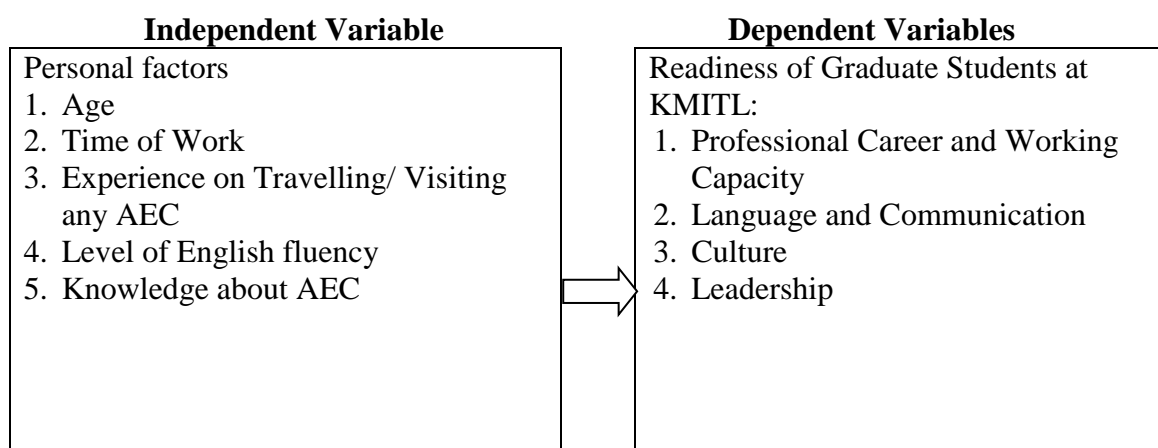 Independent Variable
Personal factors
1. Age
2. Time of Work
3. Experience on Travelling/ Visiting
any AEC
4. Level of English fluency
5. Knowledge about AEC
Dependent Variables
Readiness of Graduate Students at
KMITL:
1. Professional Career and Working
Capacity
2. Language and Communication
3. Culture
4. Leadership